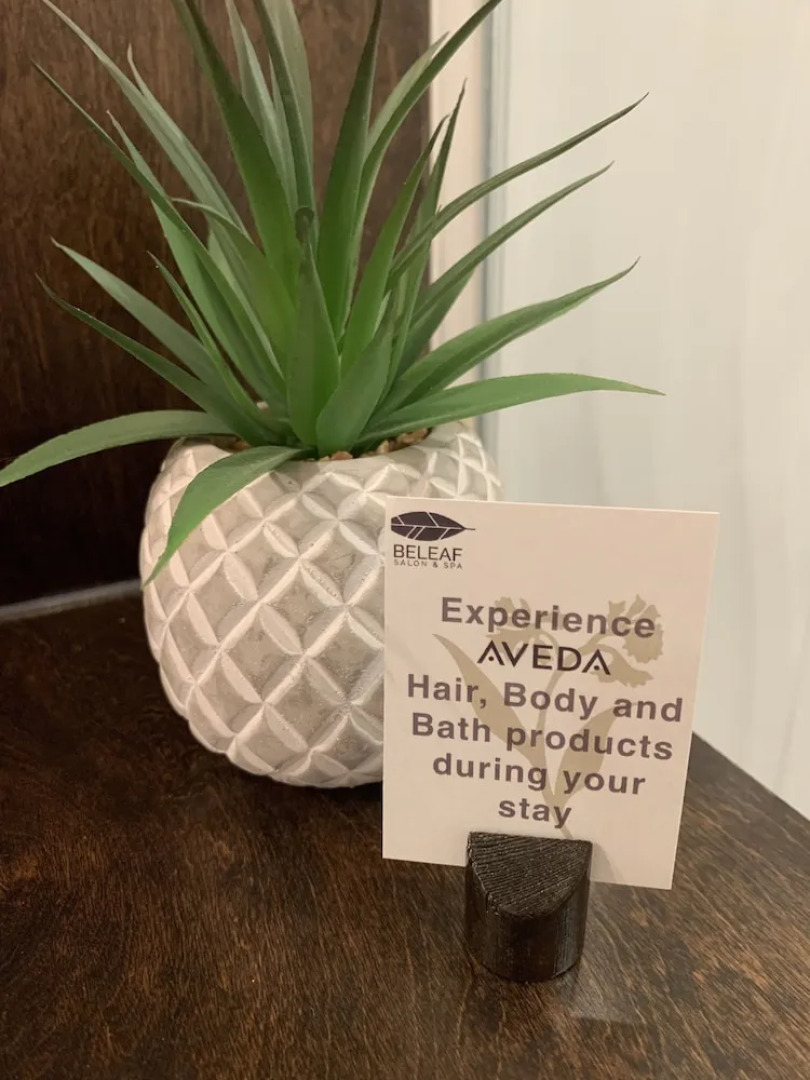 BELEAF
SALON & SPA
Experience
AVEDA
Hair, Body and
Bath products
during your
stay